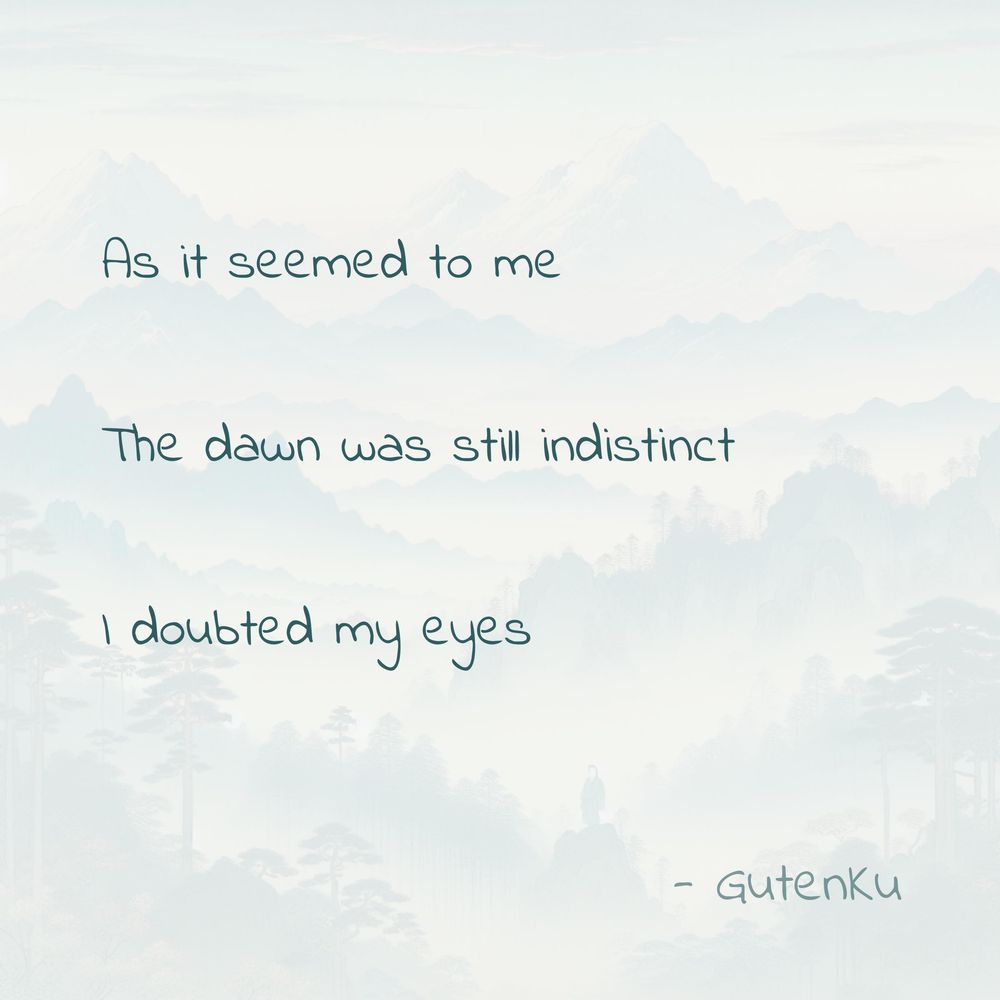 As it seemed to me
The dawn was still indistinct
I doubted my eyes
- GutenKu